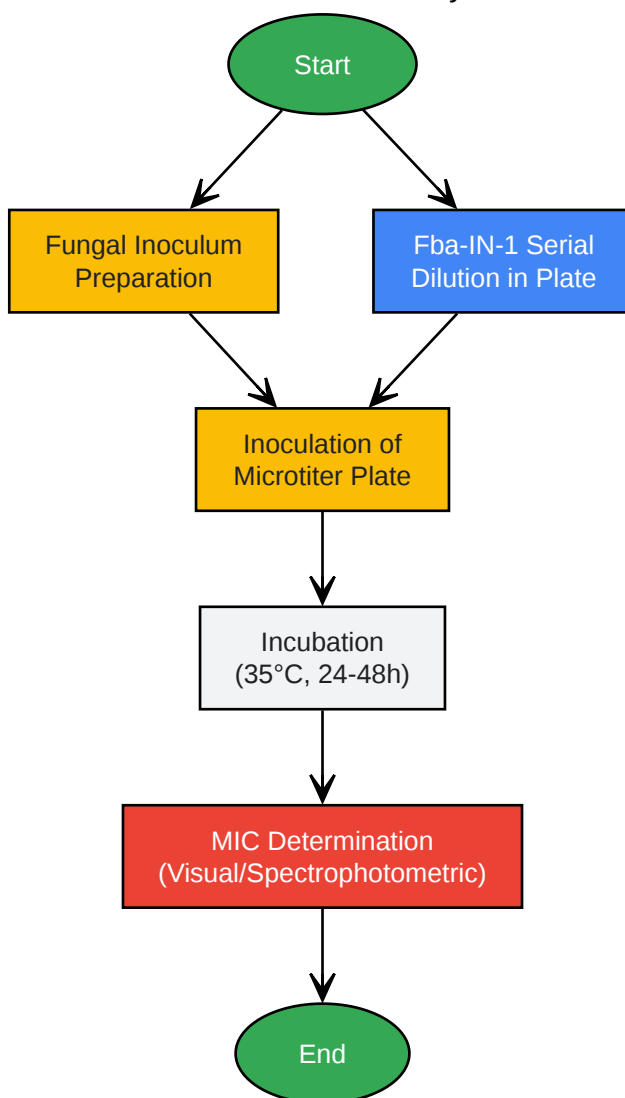 Start
Fungal Inoculum
Preparation
Fba-IN-1 Serial
Dilution in Plate
Inoculation of
Microtiter Plate
Incubation
(35°C, 24-48h)
MIC Determination
(Visual/Spectrophotometric)
End